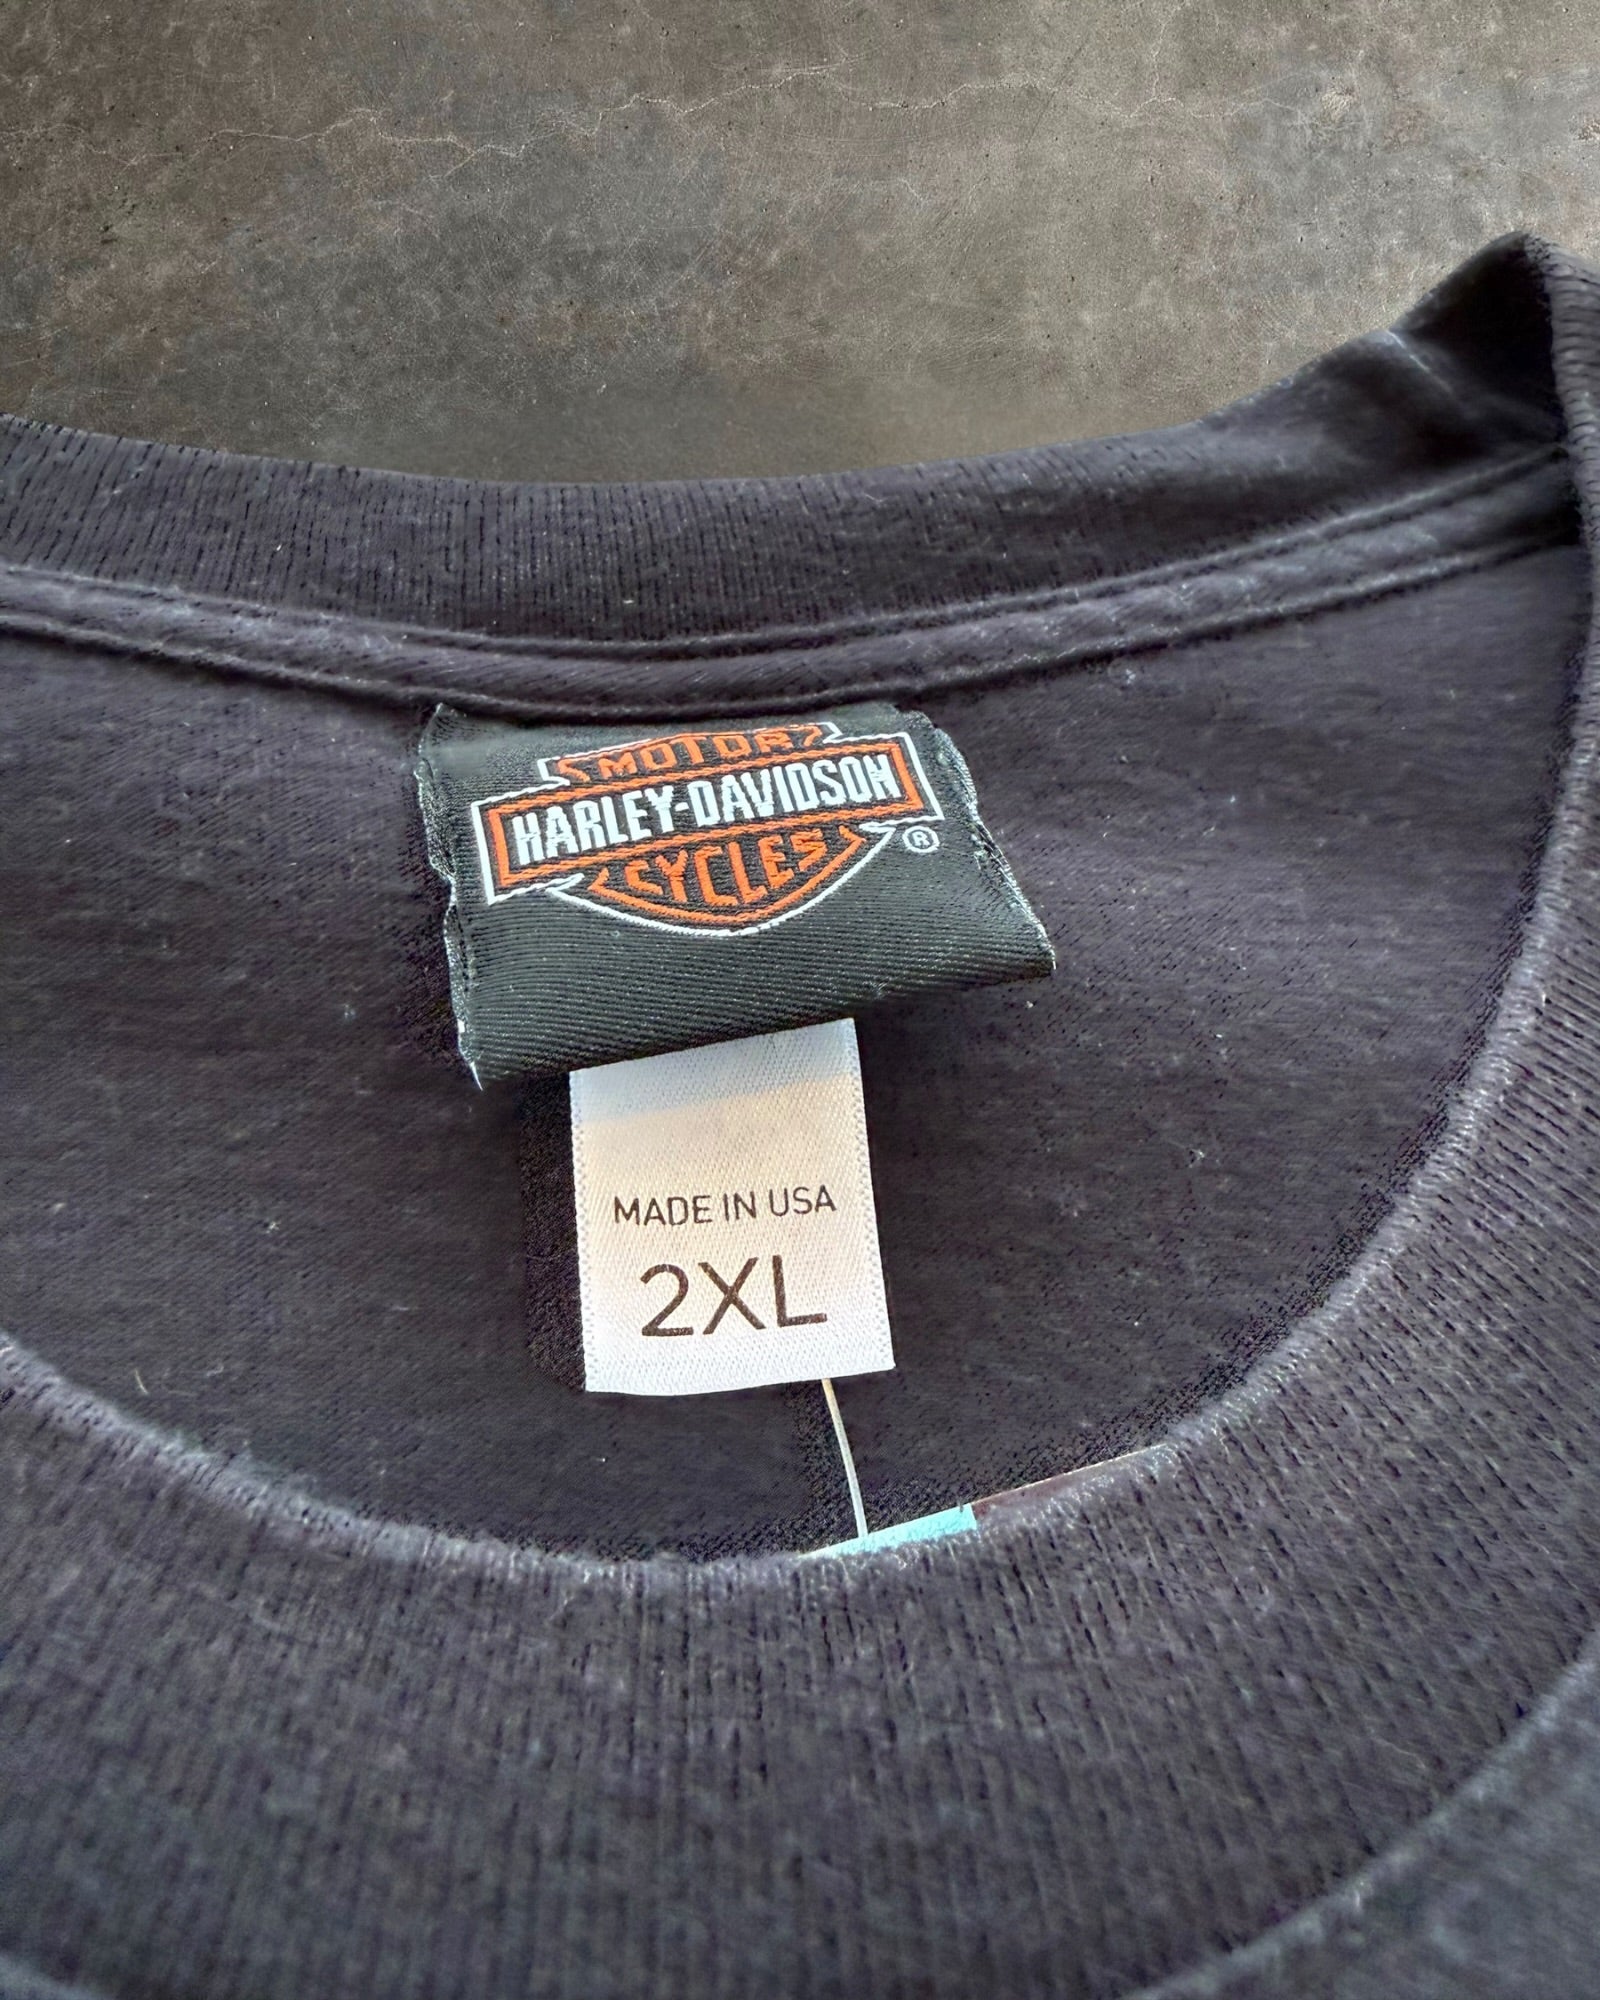 MOTOR
HARLEY-DAVIDSON
®
CYCLES
MADE IN USA
2XL